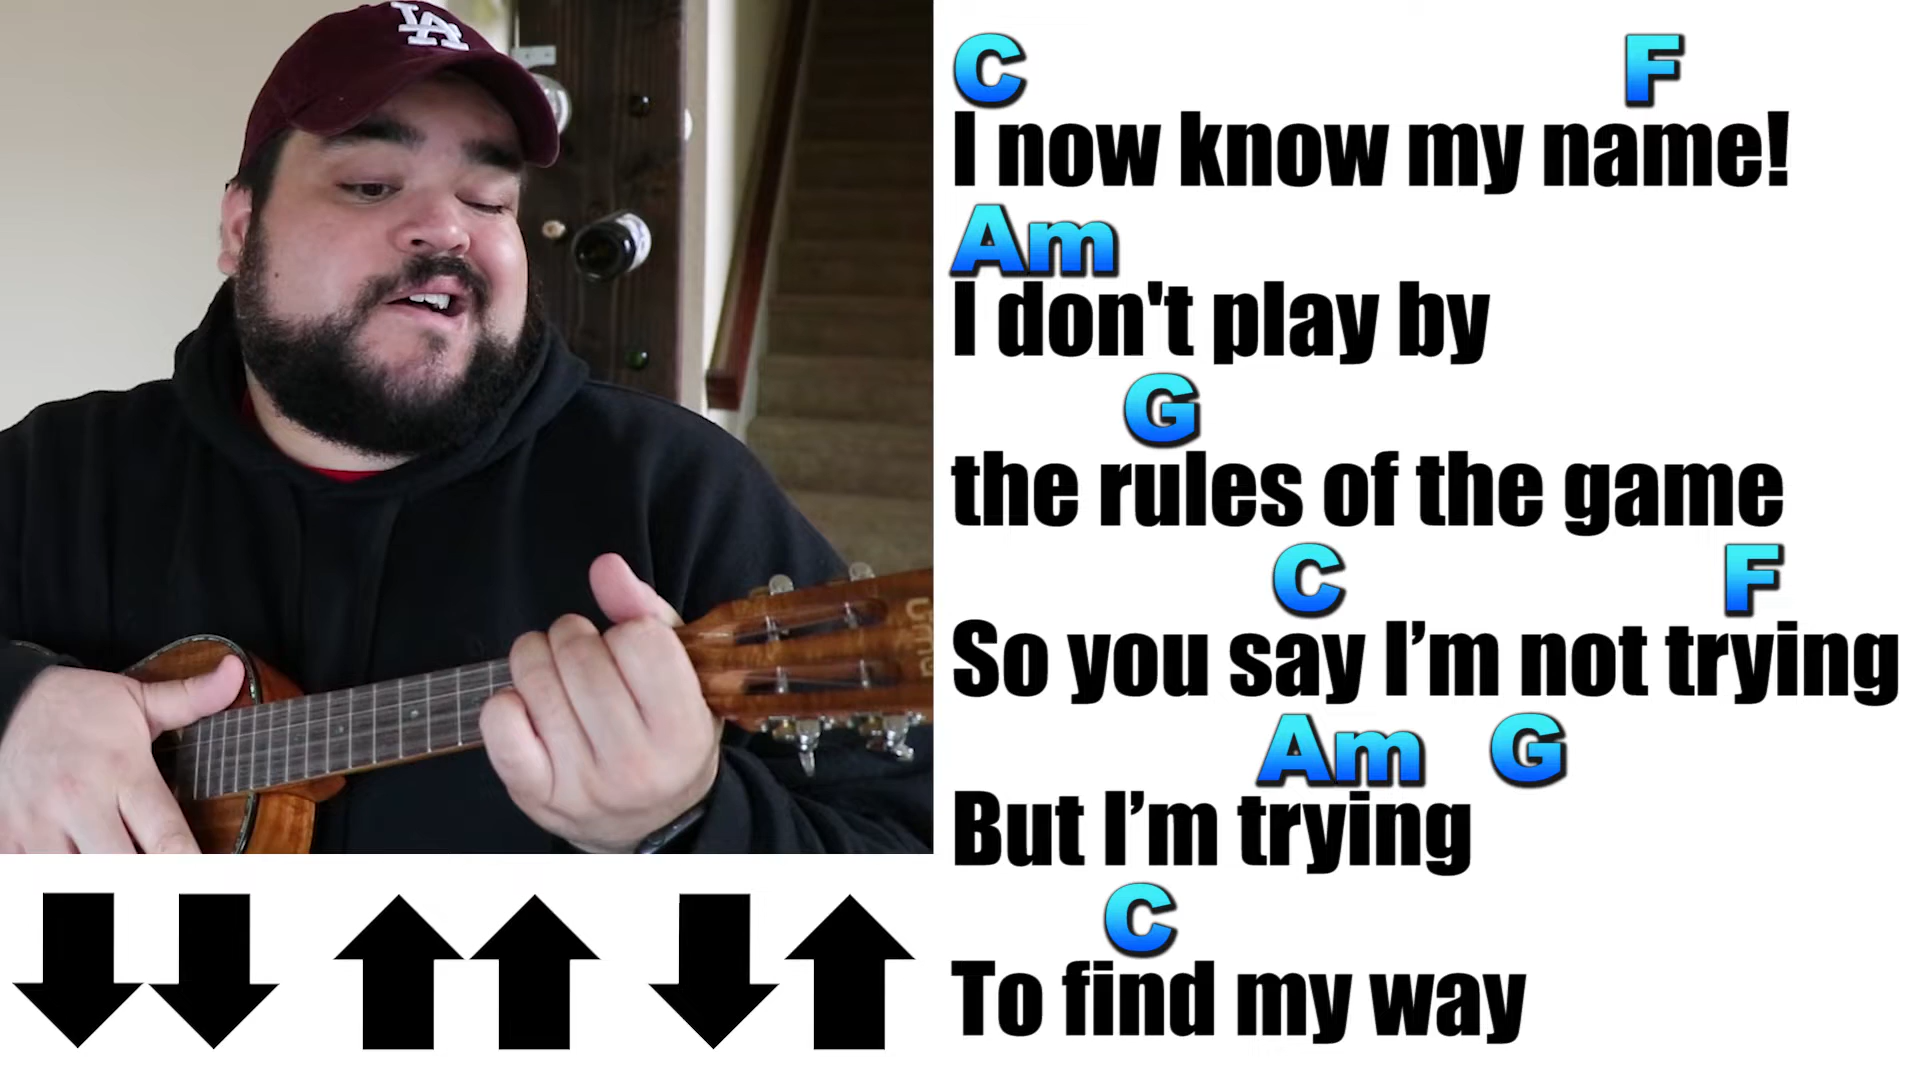 LA
C F
I now know my name!
Am
I don't play by
G
the rules of the game
C F
So you say I’m not trying
Am G
But I’m trying
C
To find my way